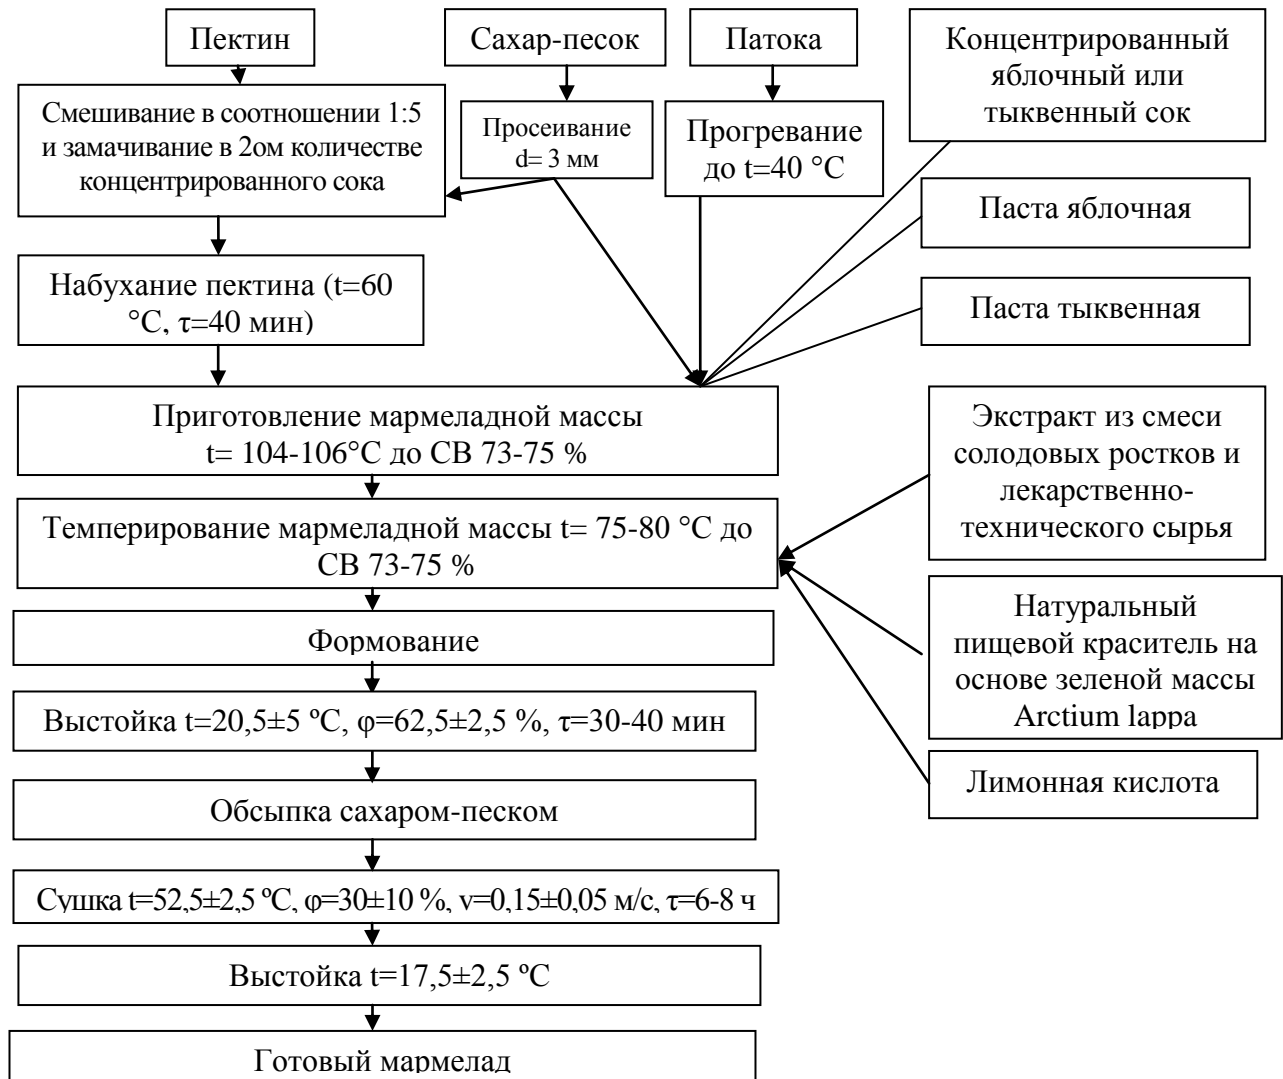 Пектин
Сахар-песок
Патока
Концентрированный
яблочный или
тыквенный сок
Смешивание в соотношении 1:5
и замачивание в 2ом количестве
концентрированного сока
Просеивание
d= 3 мм
Прогревание
до t=40 °С
Паста яблочная
Набухание пектина (t=60
°С, τ=40 мин)
Паста тыквенная
Приготовление мармеладной массы
t= 104-106°С до СВ 73-75 %
Экстракт из смеси
солодовых ростков и
лекарственно-
технического сырья
Темперирование мармеладной массы t= 75-80 °С до
СВ 73-75 %
Натуральный
пищевой краситель на
основе зеленой массы
Arctium lappa
Формование
Выстойка t=20,5±5 ºС, φ=62,5±2,5 %, τ=30-40 мин
Лимонная кислота
Обсыпка сахаром-песком
Сушка t=52,5±2,5 ºС, φ=30±10 %, v=0,15±0,05 м/с, τ=6-8 ч
Выстойка t=17,5±2,5 ºС
Готовый мармелад